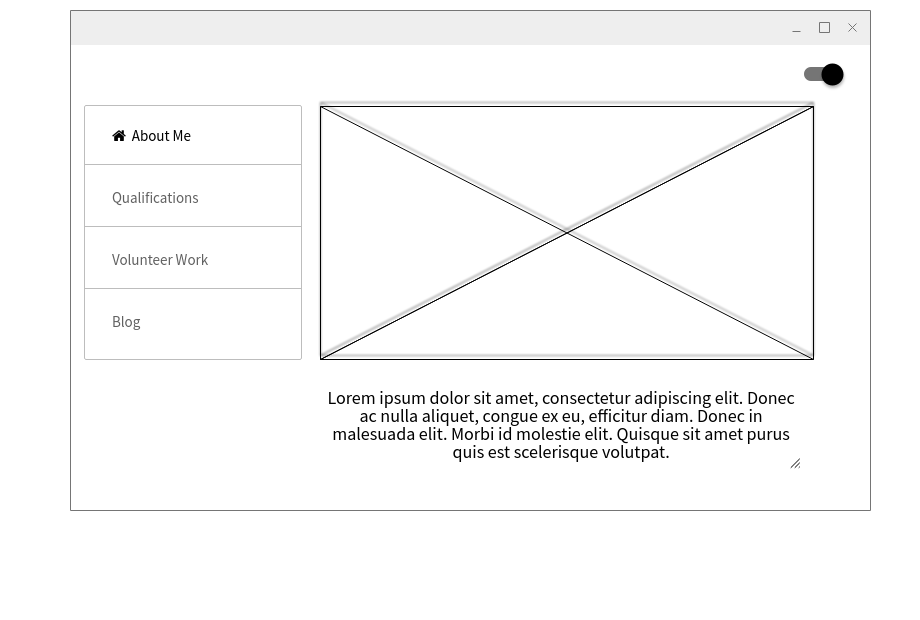 About Me
Qualifications
Volunteer Work
Blog
Lorem ipsum dolor sit amet, consectetur adipiscing elit. Donec
ac nulla aliquet, congue ex eu, efficitur diam. Donec in
malesuada elit. Morbi id molestie elit. Quisque sit amet purus
quis est scelerisque volutpat.